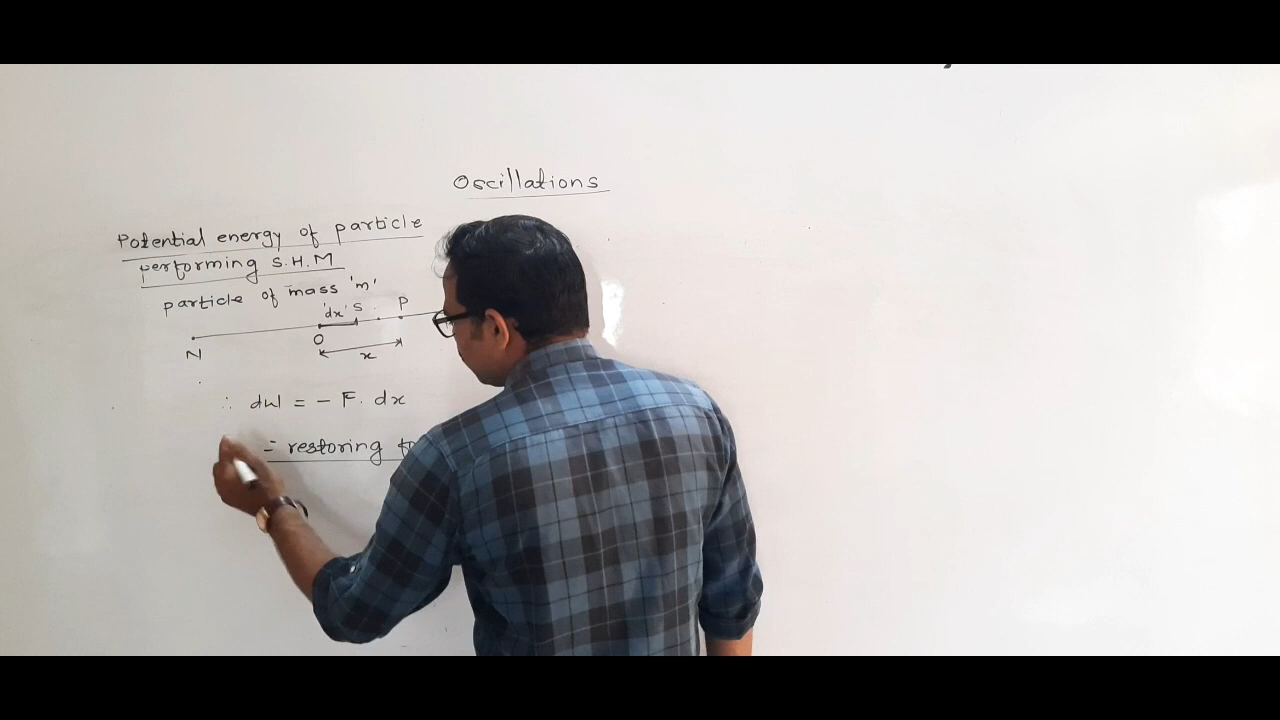 Oscillations
Potential energy of particle
performing S.H.M
particle of mass 'm'
'dx' S P
N O
x
∴ dw = - F. dx
= restoring